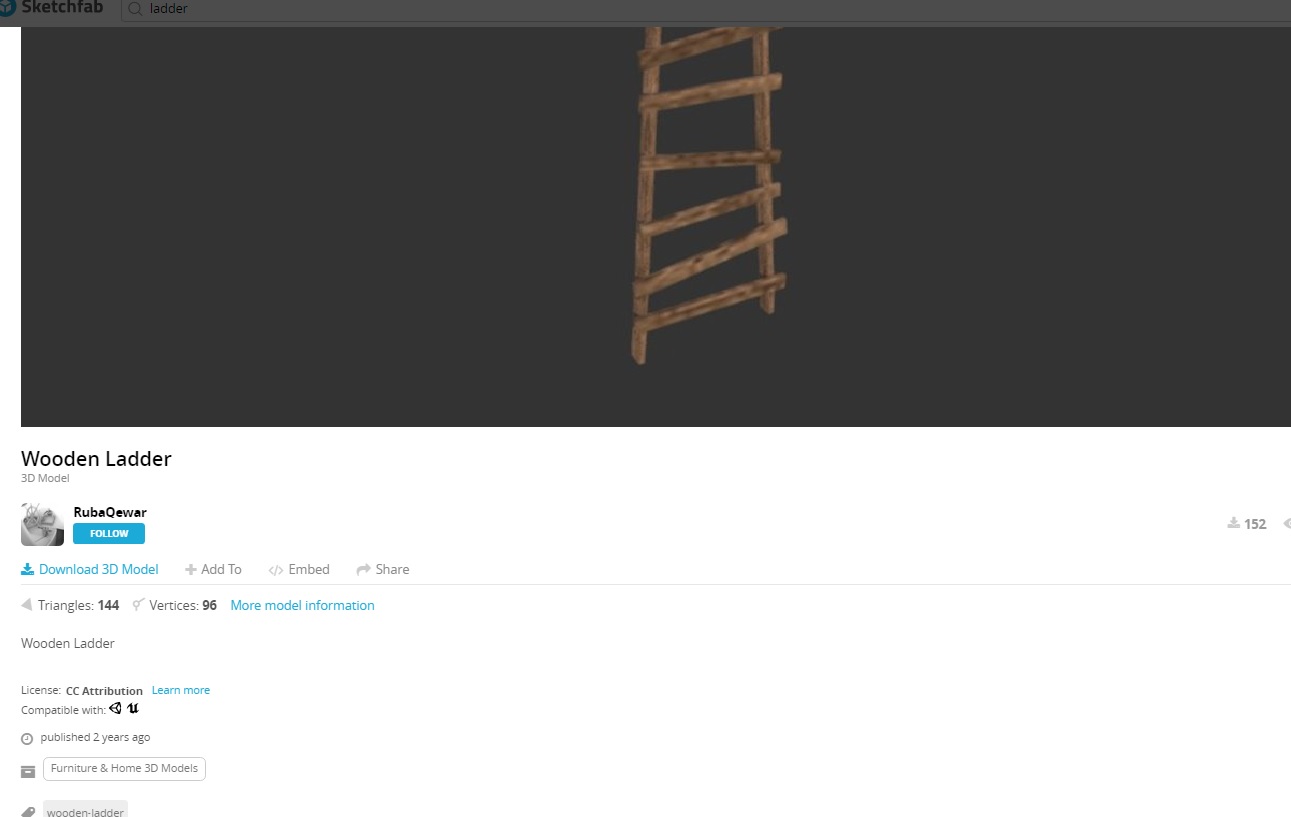 Sketchfab
ladder
Wooden Ladder
3D Model
RubaQewar
FOLLOW
152
Download 3D Model Add To </> Embed Share
Triangles: 144 Vertices: 96 More model information
Wooden Ladder
License: CC Attribution Learn more
Compatible with:
published 2 years ago
Furniture & Home 3D Models
wooden-ladder